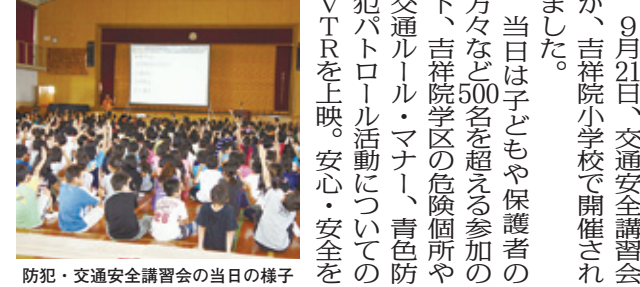 ９月21日、交通安全講習会
が、吉祥院小学校で開催され
ました。
当日は子どもや保護者の
方々など500名を超える参加の
下、吉祥院学区の危険個所や
交通ルール・マナー、青色防
犯パトロール活動についての
ＶＴＲを上映。安心・安全を
防犯・交通安全講習会の当日の様子